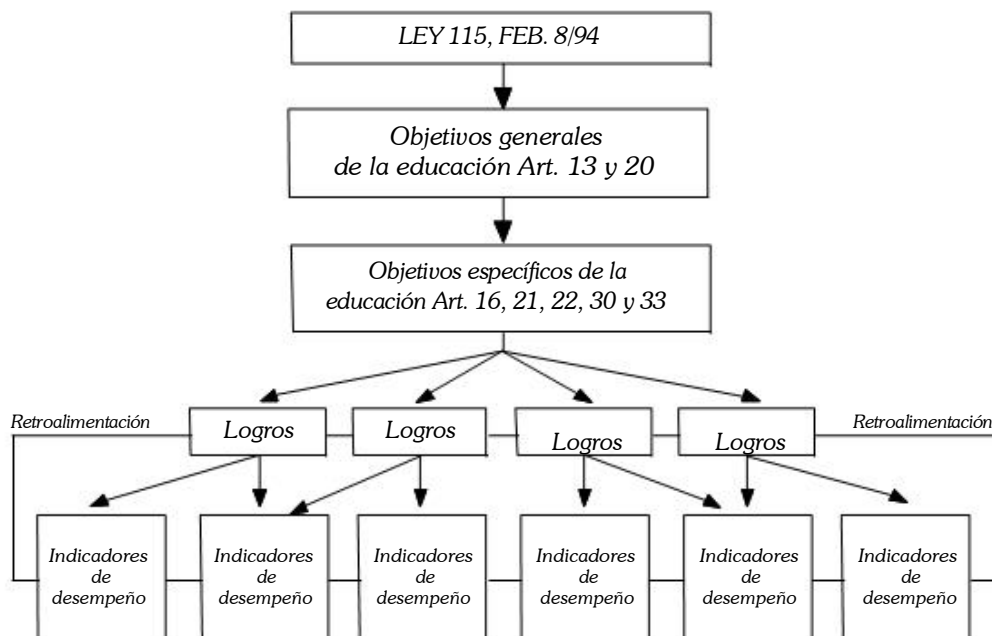 LEY 115, FEB. 8/94
Objetivos generales
de la educación Art. 13 y 20
Objetivos específicos de la
educación Art. 16, 21, 22, 30 y 33
Retroalimentación
Logros
Logros
Logros
Logros
Retroalimentación
Indicadores
de
desempeño
Indicadores
de
desempeño
Indicadores
de
desempeño
Indicadores
de
desempeño
Indicadores
de
desempeño
Indicadores
de
desempeño